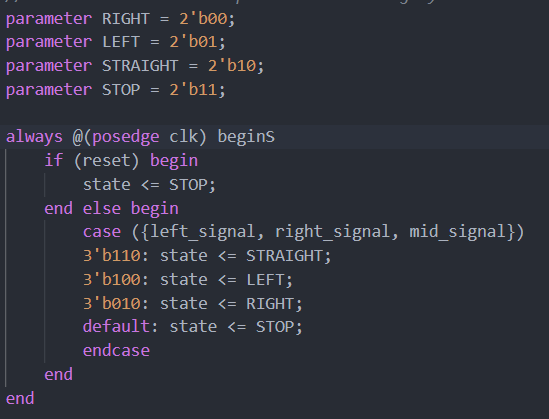 parameter RIGHT = 2'b00;
parameter LEFT = 2'b01;
parameter STRAIGHT = 2'b10;
parameter STOP = 2'b11;
always @(posedge clk) beginS
if (reset) begin
state <= STOP;
end else begin
case ({left_signal, right_signal, mid_signal})
3'b110: state <= STRAIGHT;
3'b100: state <= LEFT;
3'b010: state <= RIGHT;
default: state <= STOP;
endcase
end
end